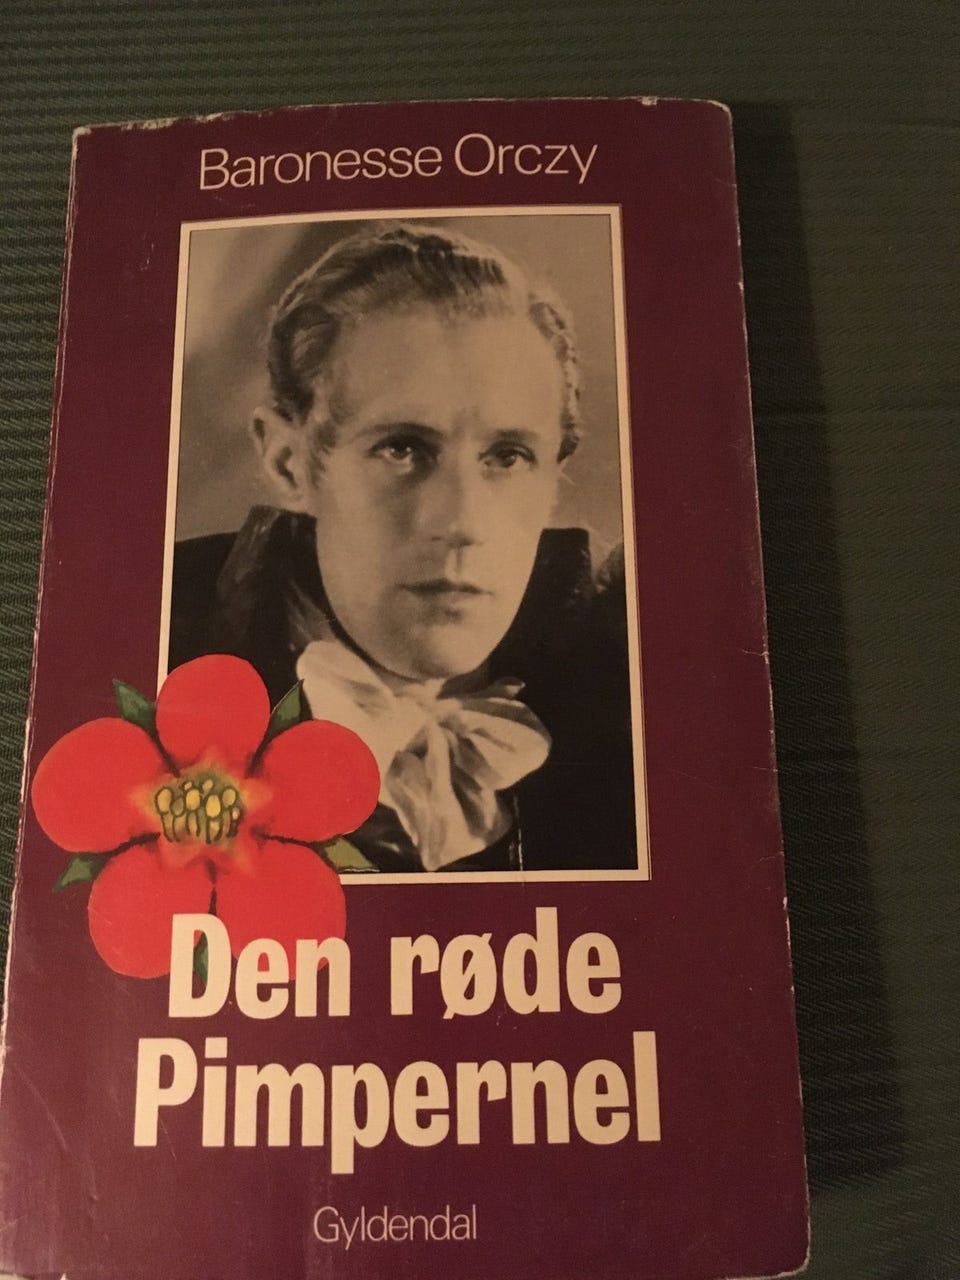 Baronesse Orczy
Den røde
Pimpernel
Gyldendal